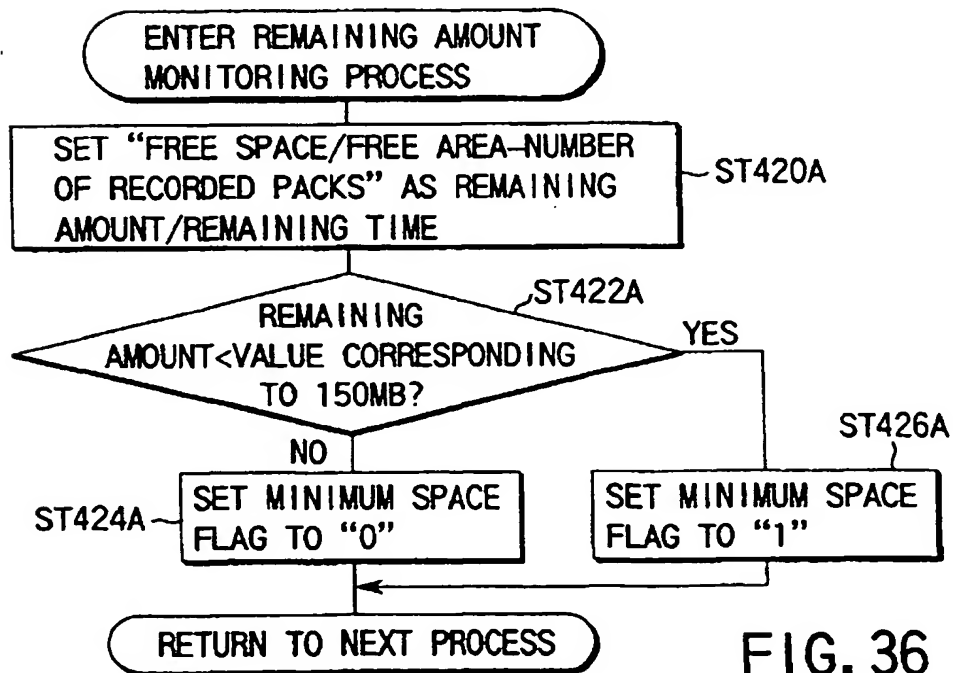 ENTER REMAINING AMOUNT
MONITORING PROCESS
SET “FREE SPACE/FREE AREA–NUMBER
OF RECORDED PACKS” AS REMAINING
AMOUNT/REMAINING TIME
ST420A
ST422A
REMAINING
AMOUNT<VALUE CORRESPONDING
TO 150MB?
YES
NO
ST426A
ST424A
SET MINIMUM SPACE
FLAG TO “0”
SET MINIMUM SPACE
FLAG TO “1”
RETURN TO NEXT PROCESS
FIG. 36